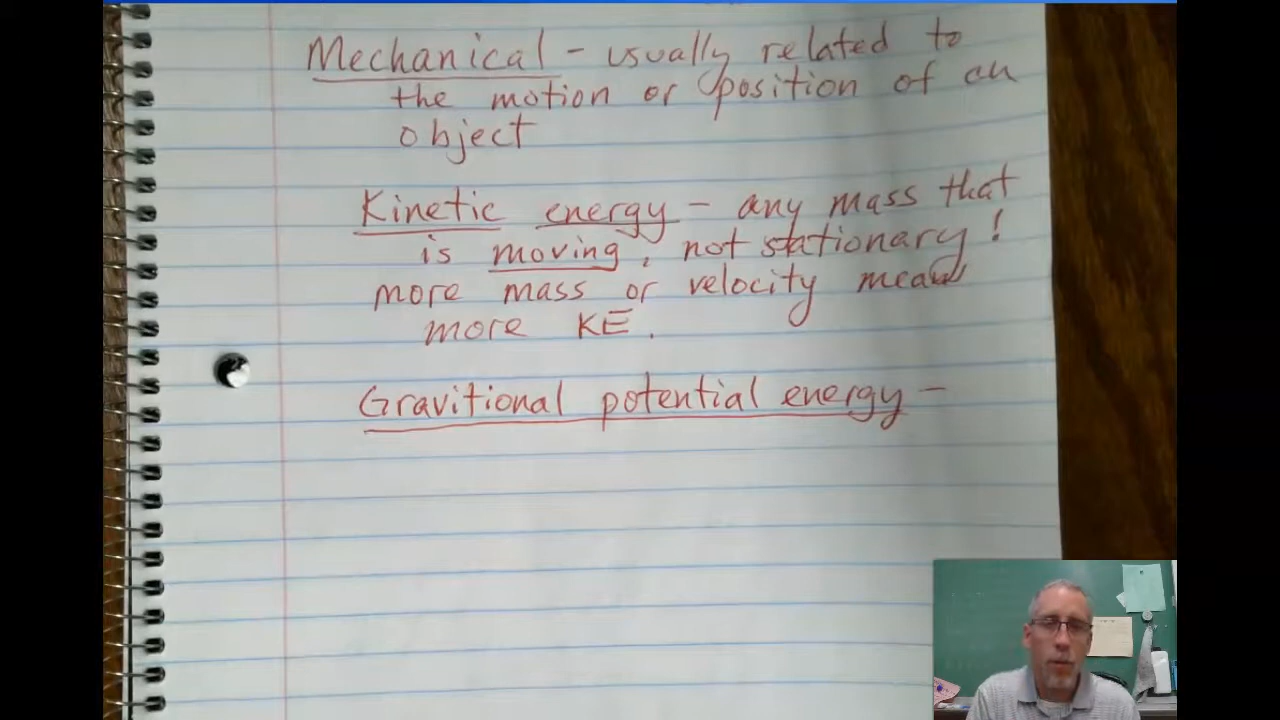 Mechanical - usually related to
the motion or position of an
object
Kinetic energy - any mass that
is moving, not stationary!
more mass or velocity means
more KE.
Gravitional potential energy -